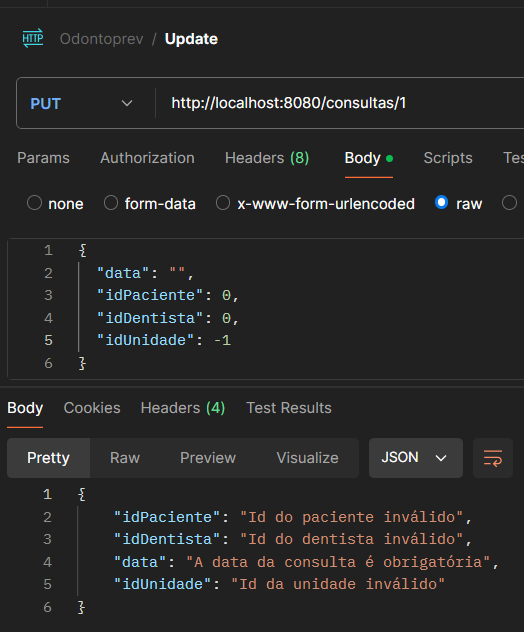 HTTP Odontoprev / Update
PUT http://localhost:8080/consultas/1
Params Authorization Headers (8) Body Scripts Tes
none form-data x-www-form-urlencoded raw
1 {
2 "data": "",
3 "idPaciente": 0,
4 "idDentista": 0,
5 "idUnidade": -1
6 }
Body Cookies Headers (4) Test Results
Pretty Raw Preview Visualize JSON
1 {
2 "idPaciente": "Id do paciente inválido",
3 "idDentista": "Id do dentista inválido",
4 "data": "A data da consulta é obrigatória",
5 "idUnidade": "Id da unidade inválido"
6 }